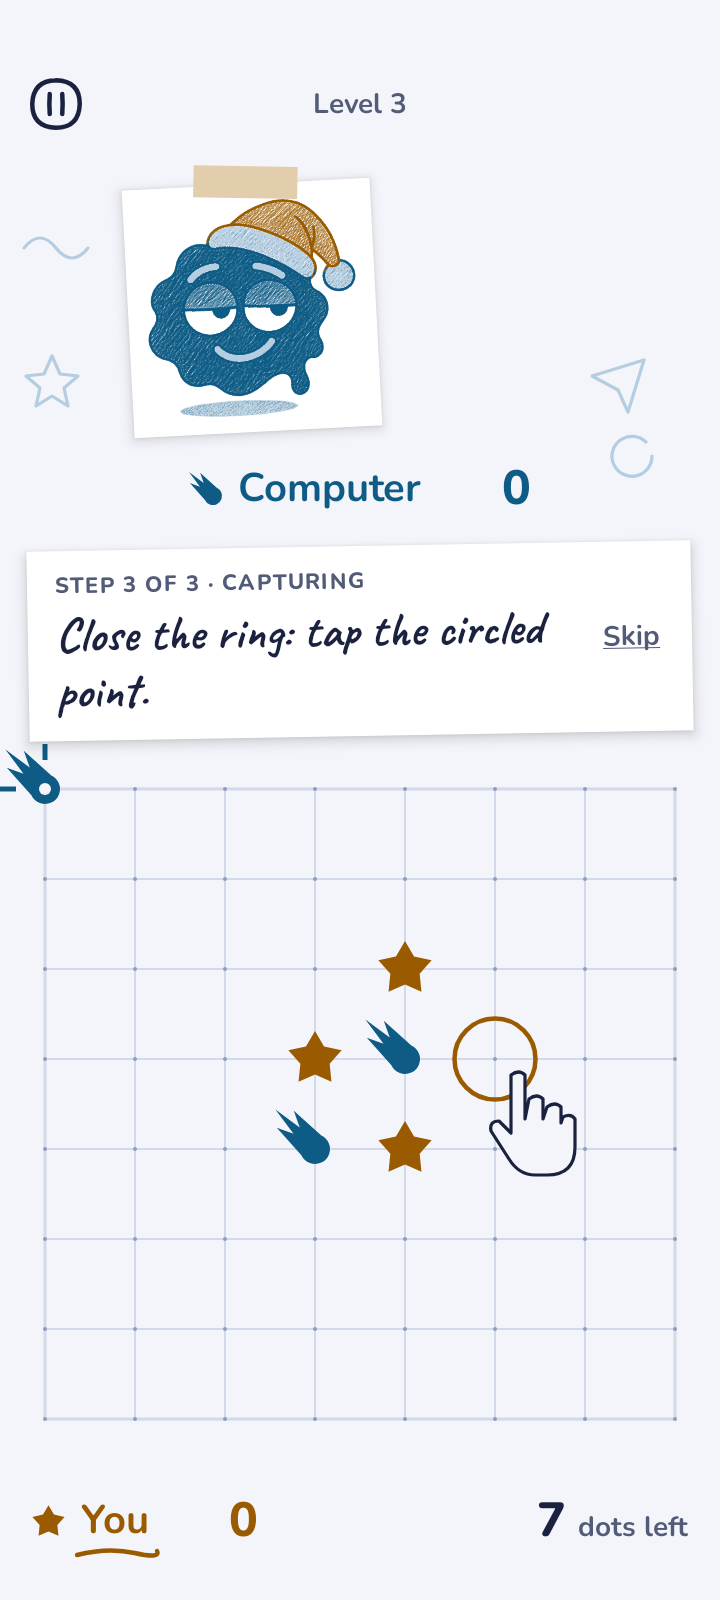 Level 3
Computer 0
STEP 3 OF 3 · CAPTURING
Close the ring: tap the circled
point.
Skip
You 0
7 dots left